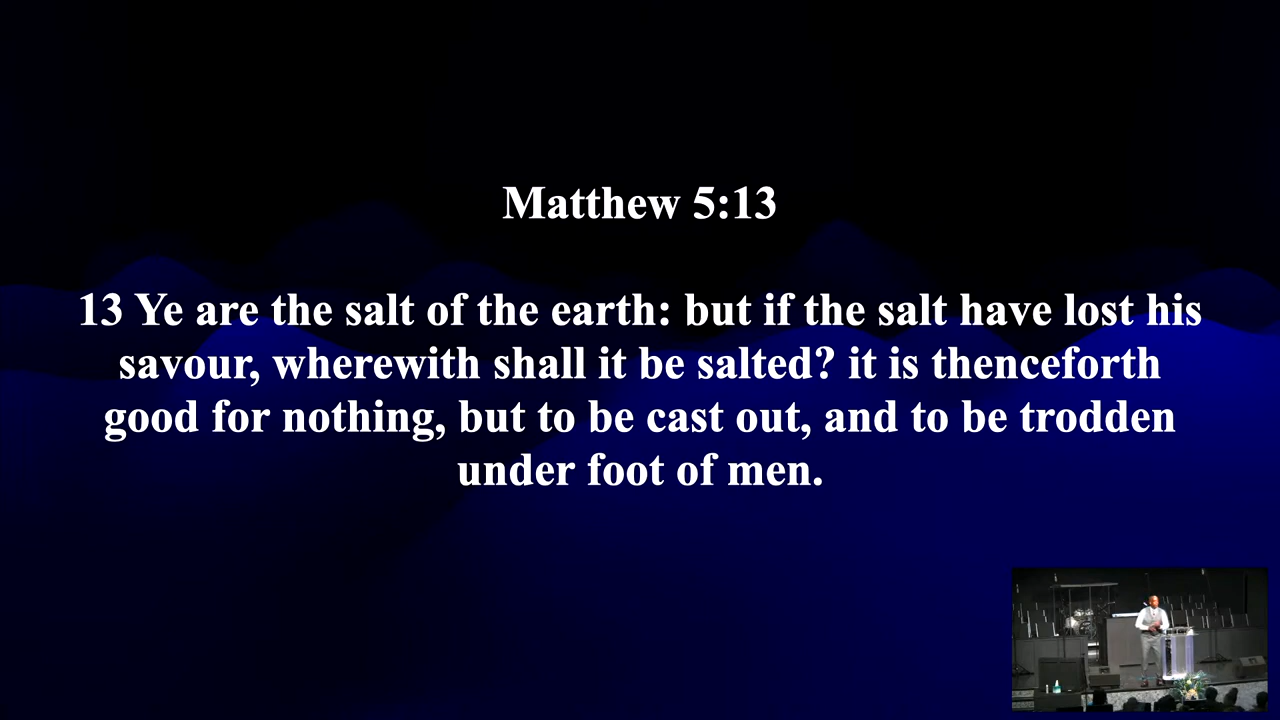 Matthew 5:13
13 Ye are the salt of the earth: but if the salt have lost his
savour, wherewith shall it be salted? it is thenceforth
good for nothing, but to be cast out, and to be trodden
under foot of men.